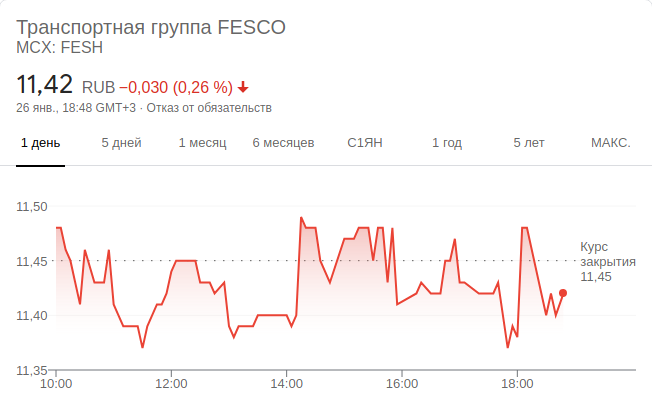 Транспортная группа FESCO
MCX: FESH
11,42 RUB −0,030 (0,26 %)
26 янв., 18:48 GMT+3 · Отказ от обязательств
1 день 5 дней 1 месяц 6 месяцев С1ЯН 1 год 5 лет МАКС.
11,50
11,45
11,40
11,35
Курс
закрытия
11,45
10:00 12:00 14:00 16:00 18:00